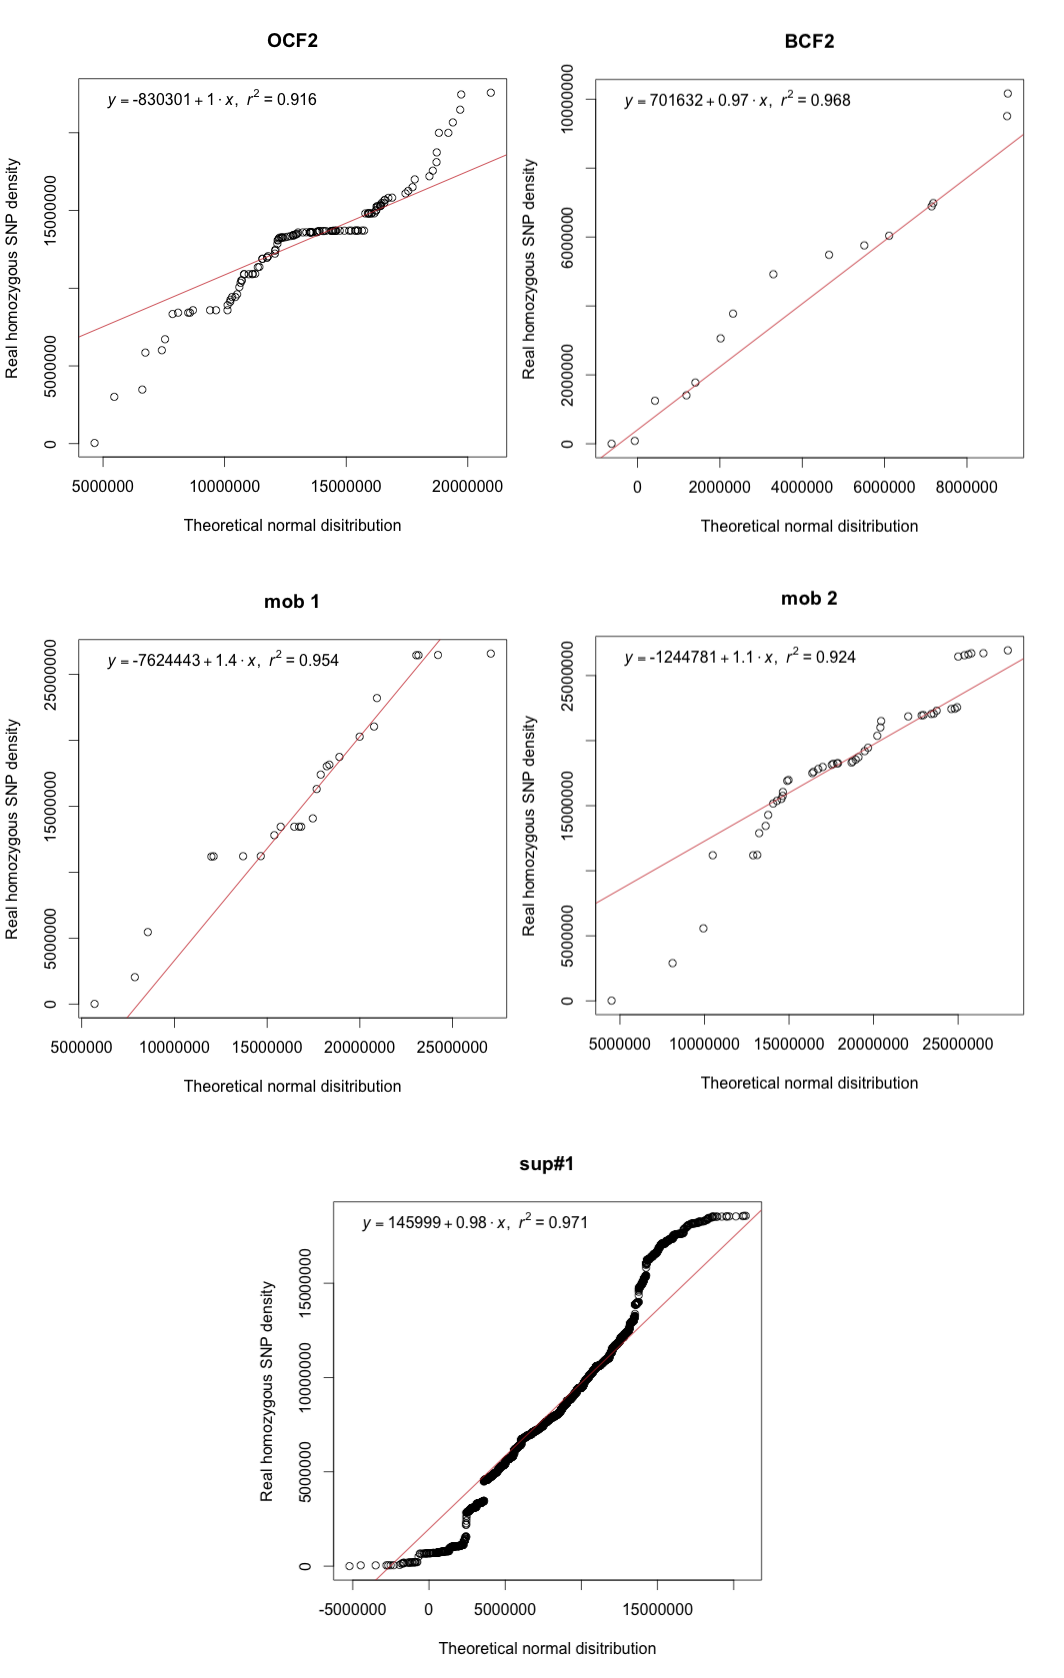 OCF2
y = -830301 + 1 · x, r² = 0.916
Real homozygous SNP density
0 5000000 15000000
5000000 10000000 15000000 20000000
Theoretical normal disitribution
BCF2
y = 701632 + 0.97 · x, r² = 0.968
Real homozygous SNP density
0 2000000 6000000 10000000
0 2000000 4000000 6000000 8000000
Theoretical normal disitribution
mob 1
y = -7624443 + 1.4 · x, r² = 0.954
Real homozygous SNP density
0 5000000 15000000 25000000
5000000 10000000 15000000 20000000 25000000
Theoretical normal disitribution
mob 2
y = -1244781 + 1.1 · x, r² = 0.924
Real homozygous SNP density
0 5000000 15000000 25000000
5000000 10000000 15000000 20000000 25000000
Theoretical normal disitribution
sup#1
y = 145999 + 0.98 · x, r² = 0.971
Real homozygous SNP density
0 5000000 10000000 15000000
-5000000 0 5000000 15000000
Theoretical normal disitribution